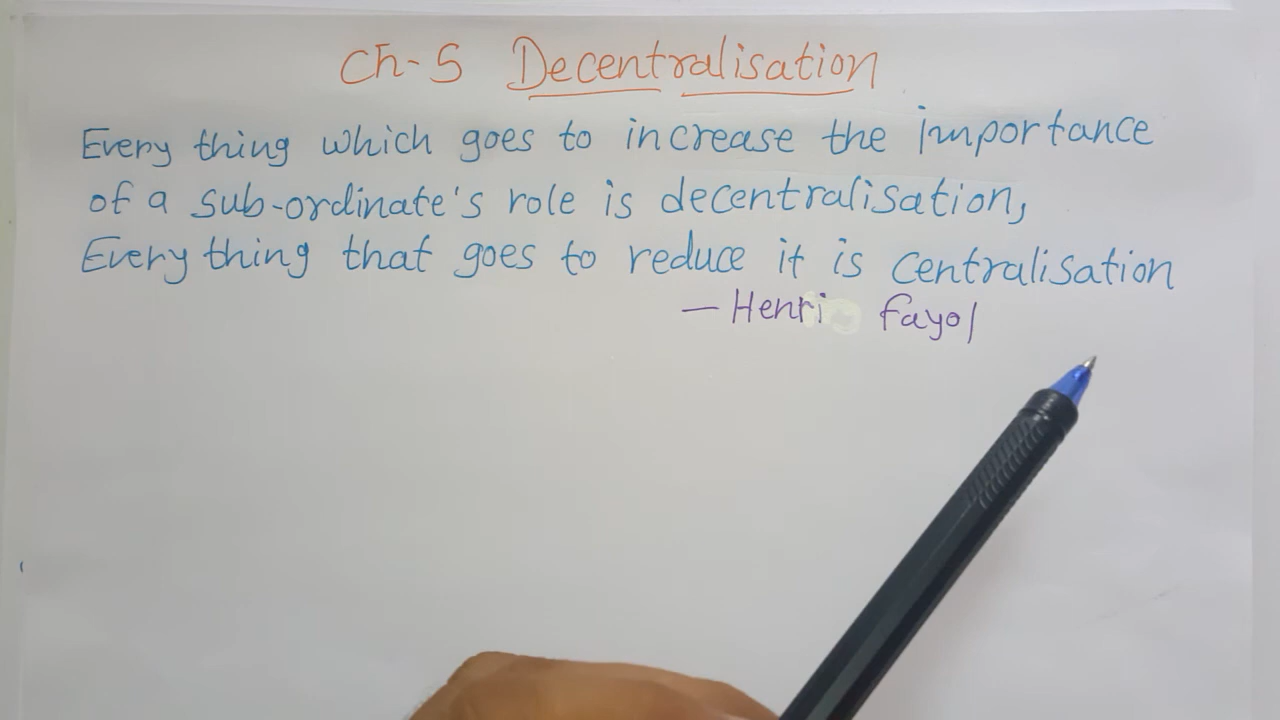 Ch-5 Decentralisation
Every thing which goes to increase the importance
of a sub-ordinate's role is decentralisation,
Every thing that goes to reduce it is centralisation
— Henri fayol